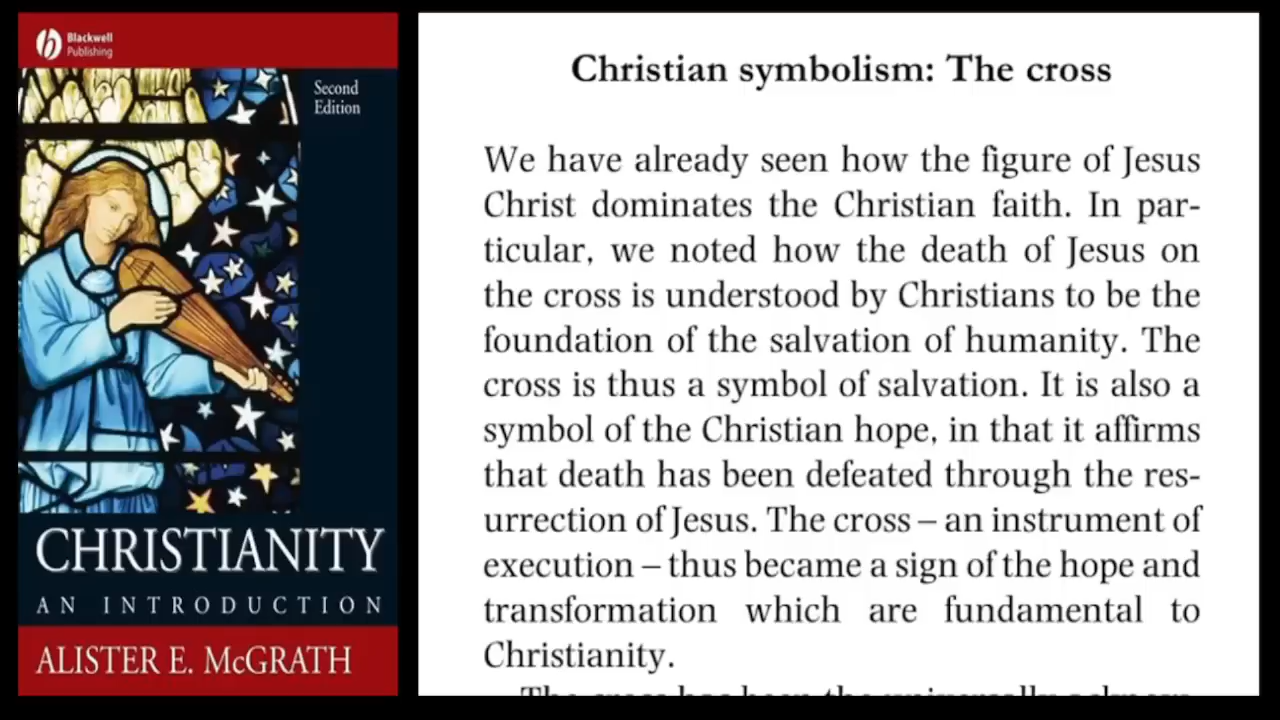 Blackwell
Publishing
Second
Edition
CHRISTIANITY
AN INTRODUCTION
ALISTER E. McGRATH
Christian symbolism: The cross
We have already seen how the figure of Jesus
Christ dominates the Christian faith. In par-
ticular, we noted how the death of Jesus on
the cross is understood by Christians to be the
foundation of the salvation of humanity. The
cross is thus a symbol of salvation. It is also a
symbol of the Christian hope, in that it affirms
that death has been defeated through the res-
urrection of Jesus. The cross – an instrument of
execution – thus became a sign of the hope and
transformation which are fundamental to
Christianity.